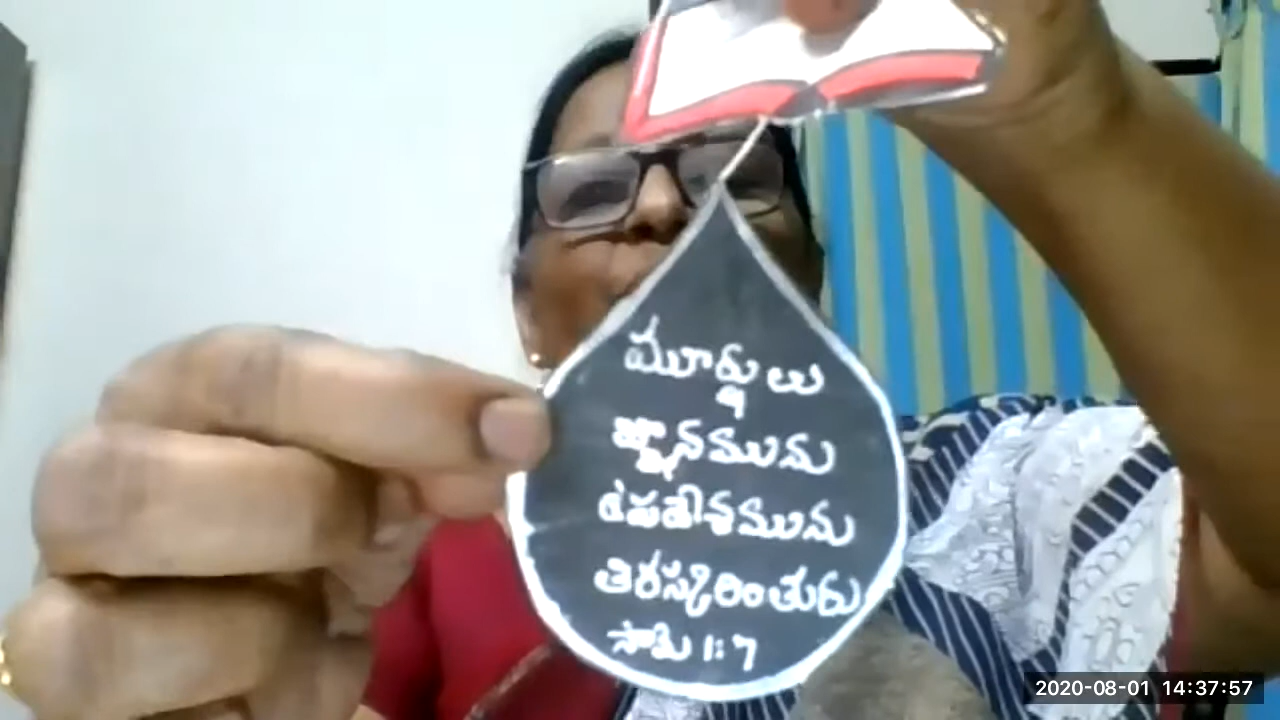 మూర్ఖులు
జ్ఞానమును
ఉపదేశమును
తిరస్కరింతురు
సామె 1:7
2020-08-01 14:37:57